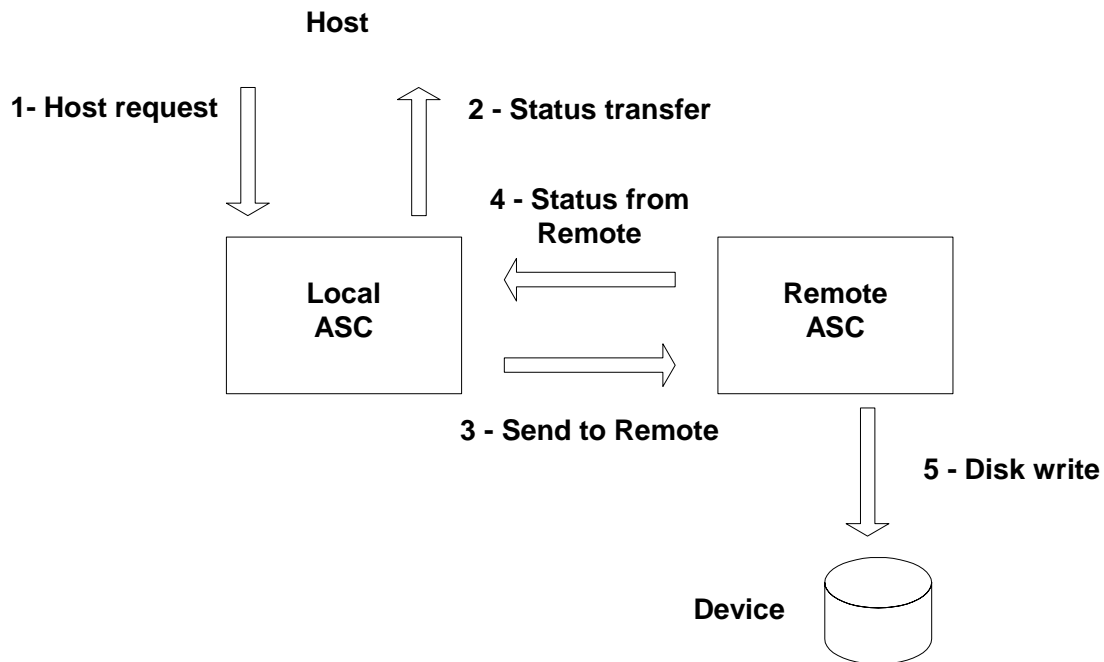 Host
1- Host request
2 - Status transfer
4 - Status from
Remote
Local
ASC
Remote
ASC
3 - Send to Remote
5 - Disk write
Device